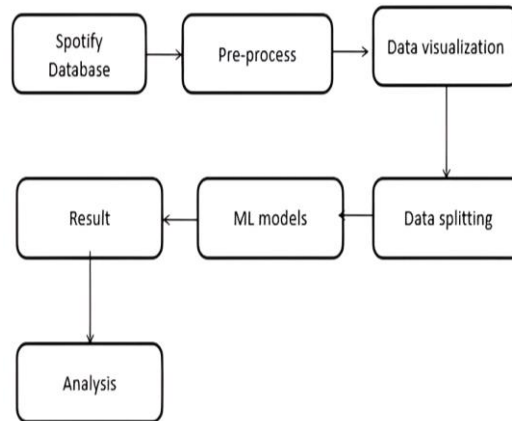 Spotify
Database
Pre-process
Data visualization
Data splitting
ML models
Result
Analysis